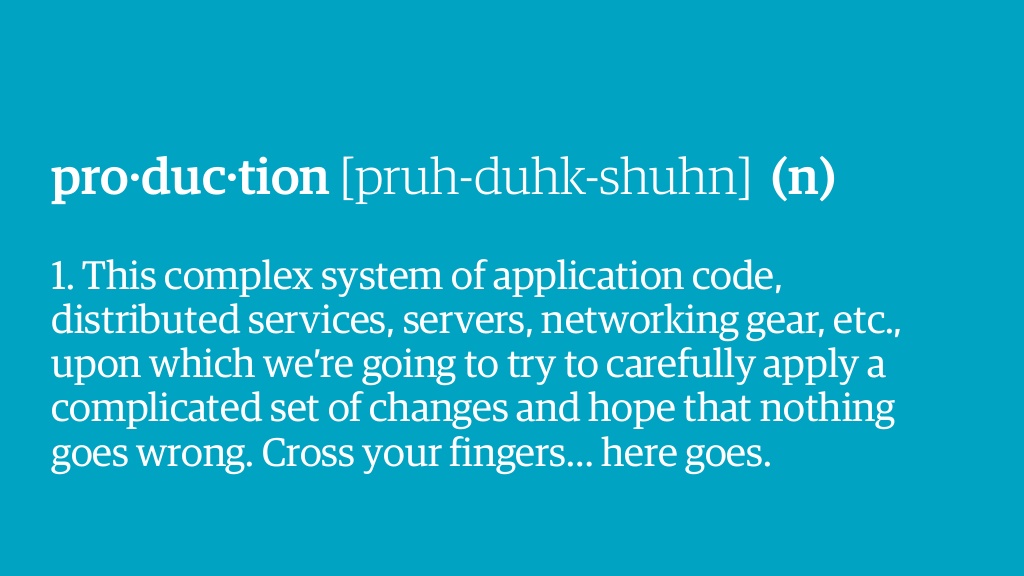 pro·duc·tion [pruh-duhk-shuhn] (n)
1. This complex system of application code,
distributed services, servers, networking gear, etc.,
upon which we’re going to try to carefully apply a
complicated set of changes and hope that nothing
goes wrong. Cross your fingers... here goes.